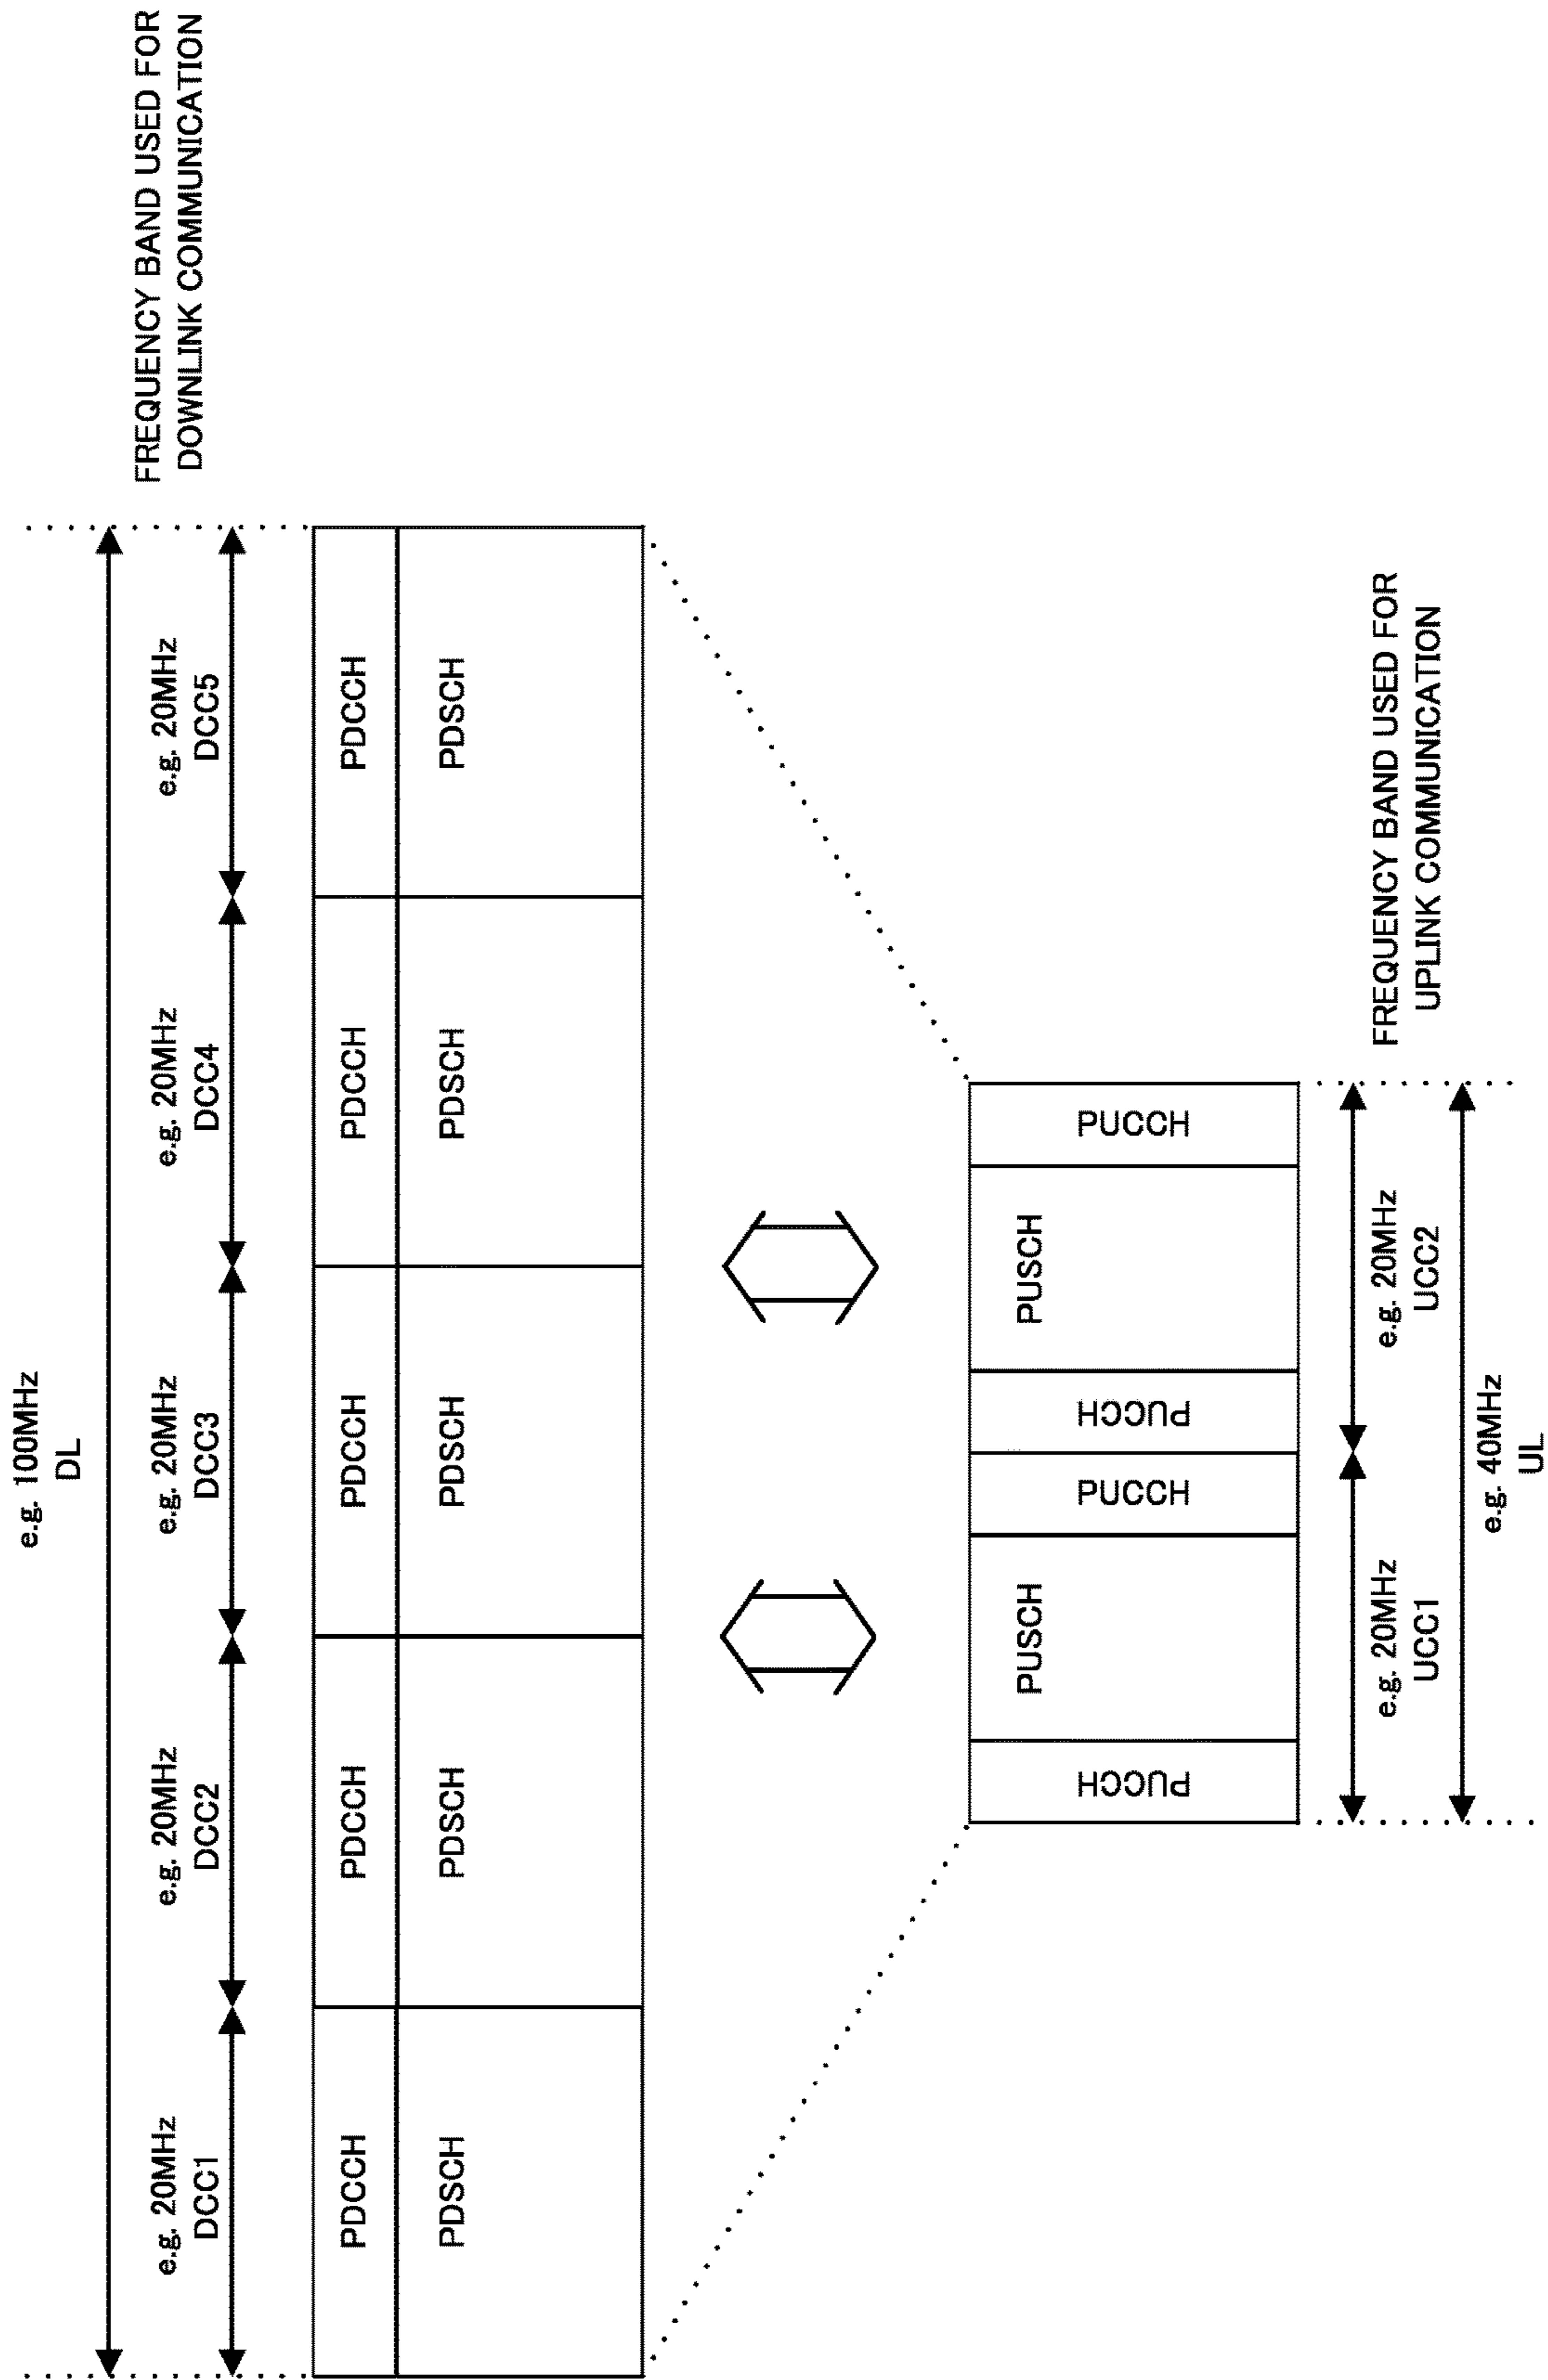 e.g. 100MHz
DL
FREQUENCY BAND USED FOR
DOWNLINK COMMUNICATION
e.g. 20MHz
DCC1
e.g. 20MHz
DCC2
e.g. 20MHz
DCC3
e.g. 20MHz
DCC4
e.g. 20MHz
DCC5
PDCCH
PDCCH
PDCCH
PDCCH
PDCCH
PDSCH
PDSCH
PDSCH
PDSCH
PDSCH
PUCCH
PUSCH
PUCCH
PUCCH
PUSCH
PUCCH
e.g. 20MHz
UCC1
e.g. 20MHz
UCC2
FREQUENCY BAND USED FOR
UPLINK COMMUNICATION
e.g. 40MHz
UL